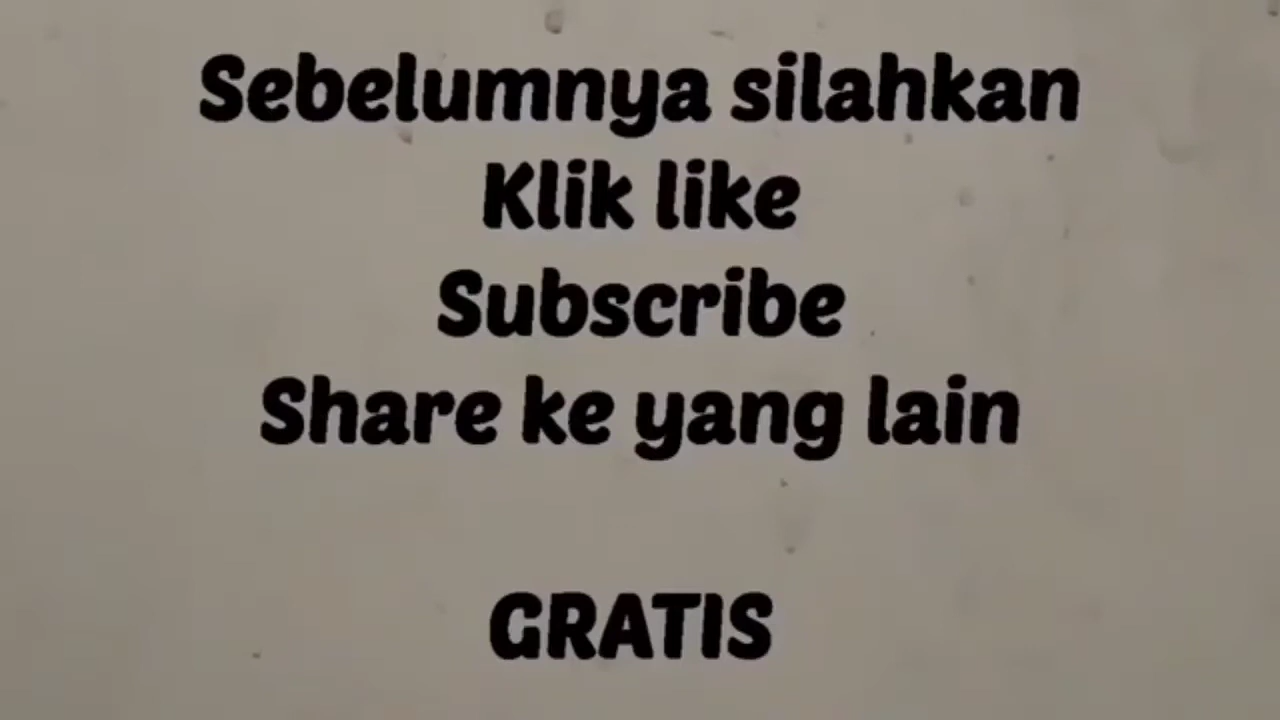 Sebelumnya silahkan
Klik like
Subscribe
Share ke yang lain
GRATIS